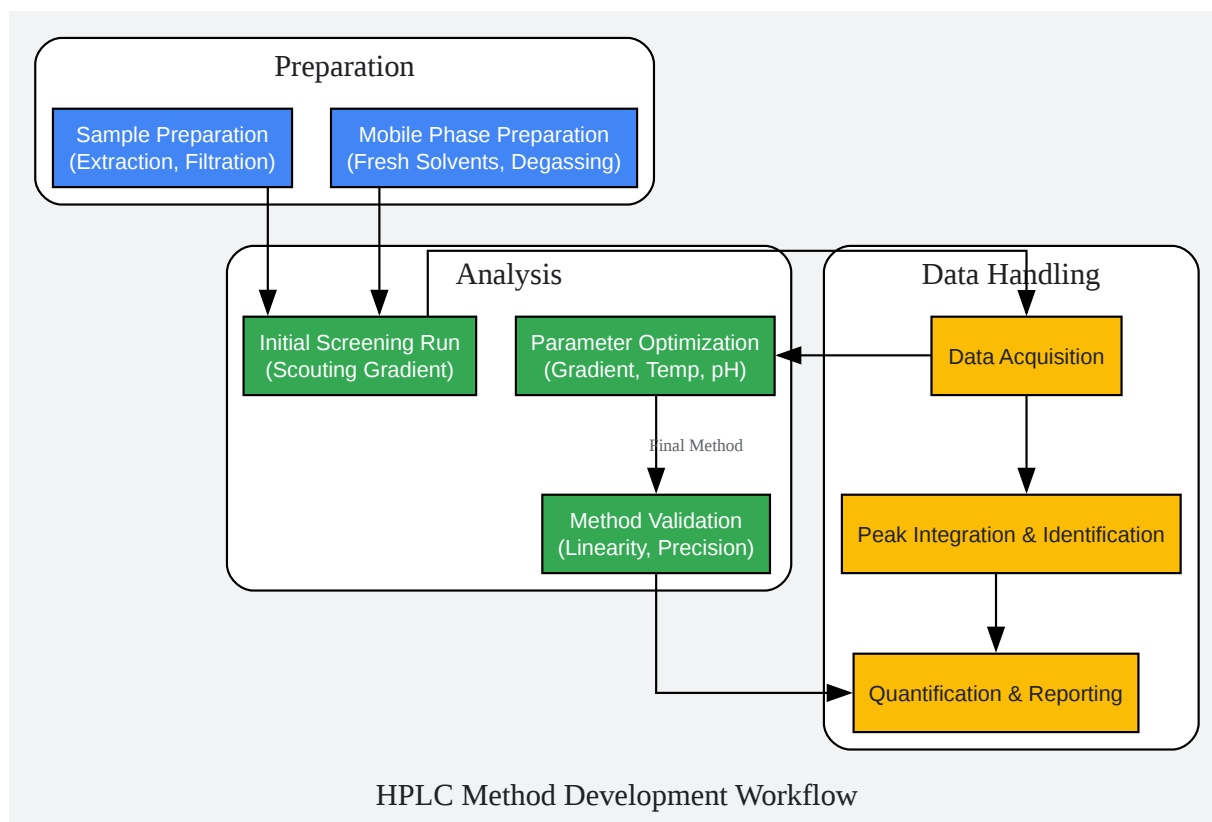 Preparation
Sample Preparation
(Extraction, Filtration)
Mobile Phase Preparation
(Fresh Solvents, Degassing)
Analysis
Initial Screening Run
(Scouting Gradient)
Parameter Optimization
(Gradient, Temp, pH)
Final Method
Method Validation
(Linearity, Precision)
Data Handling
Data Acquisition
Peak Integration & Identification
Quantification & Reporting
HPLC Method Development Workflow